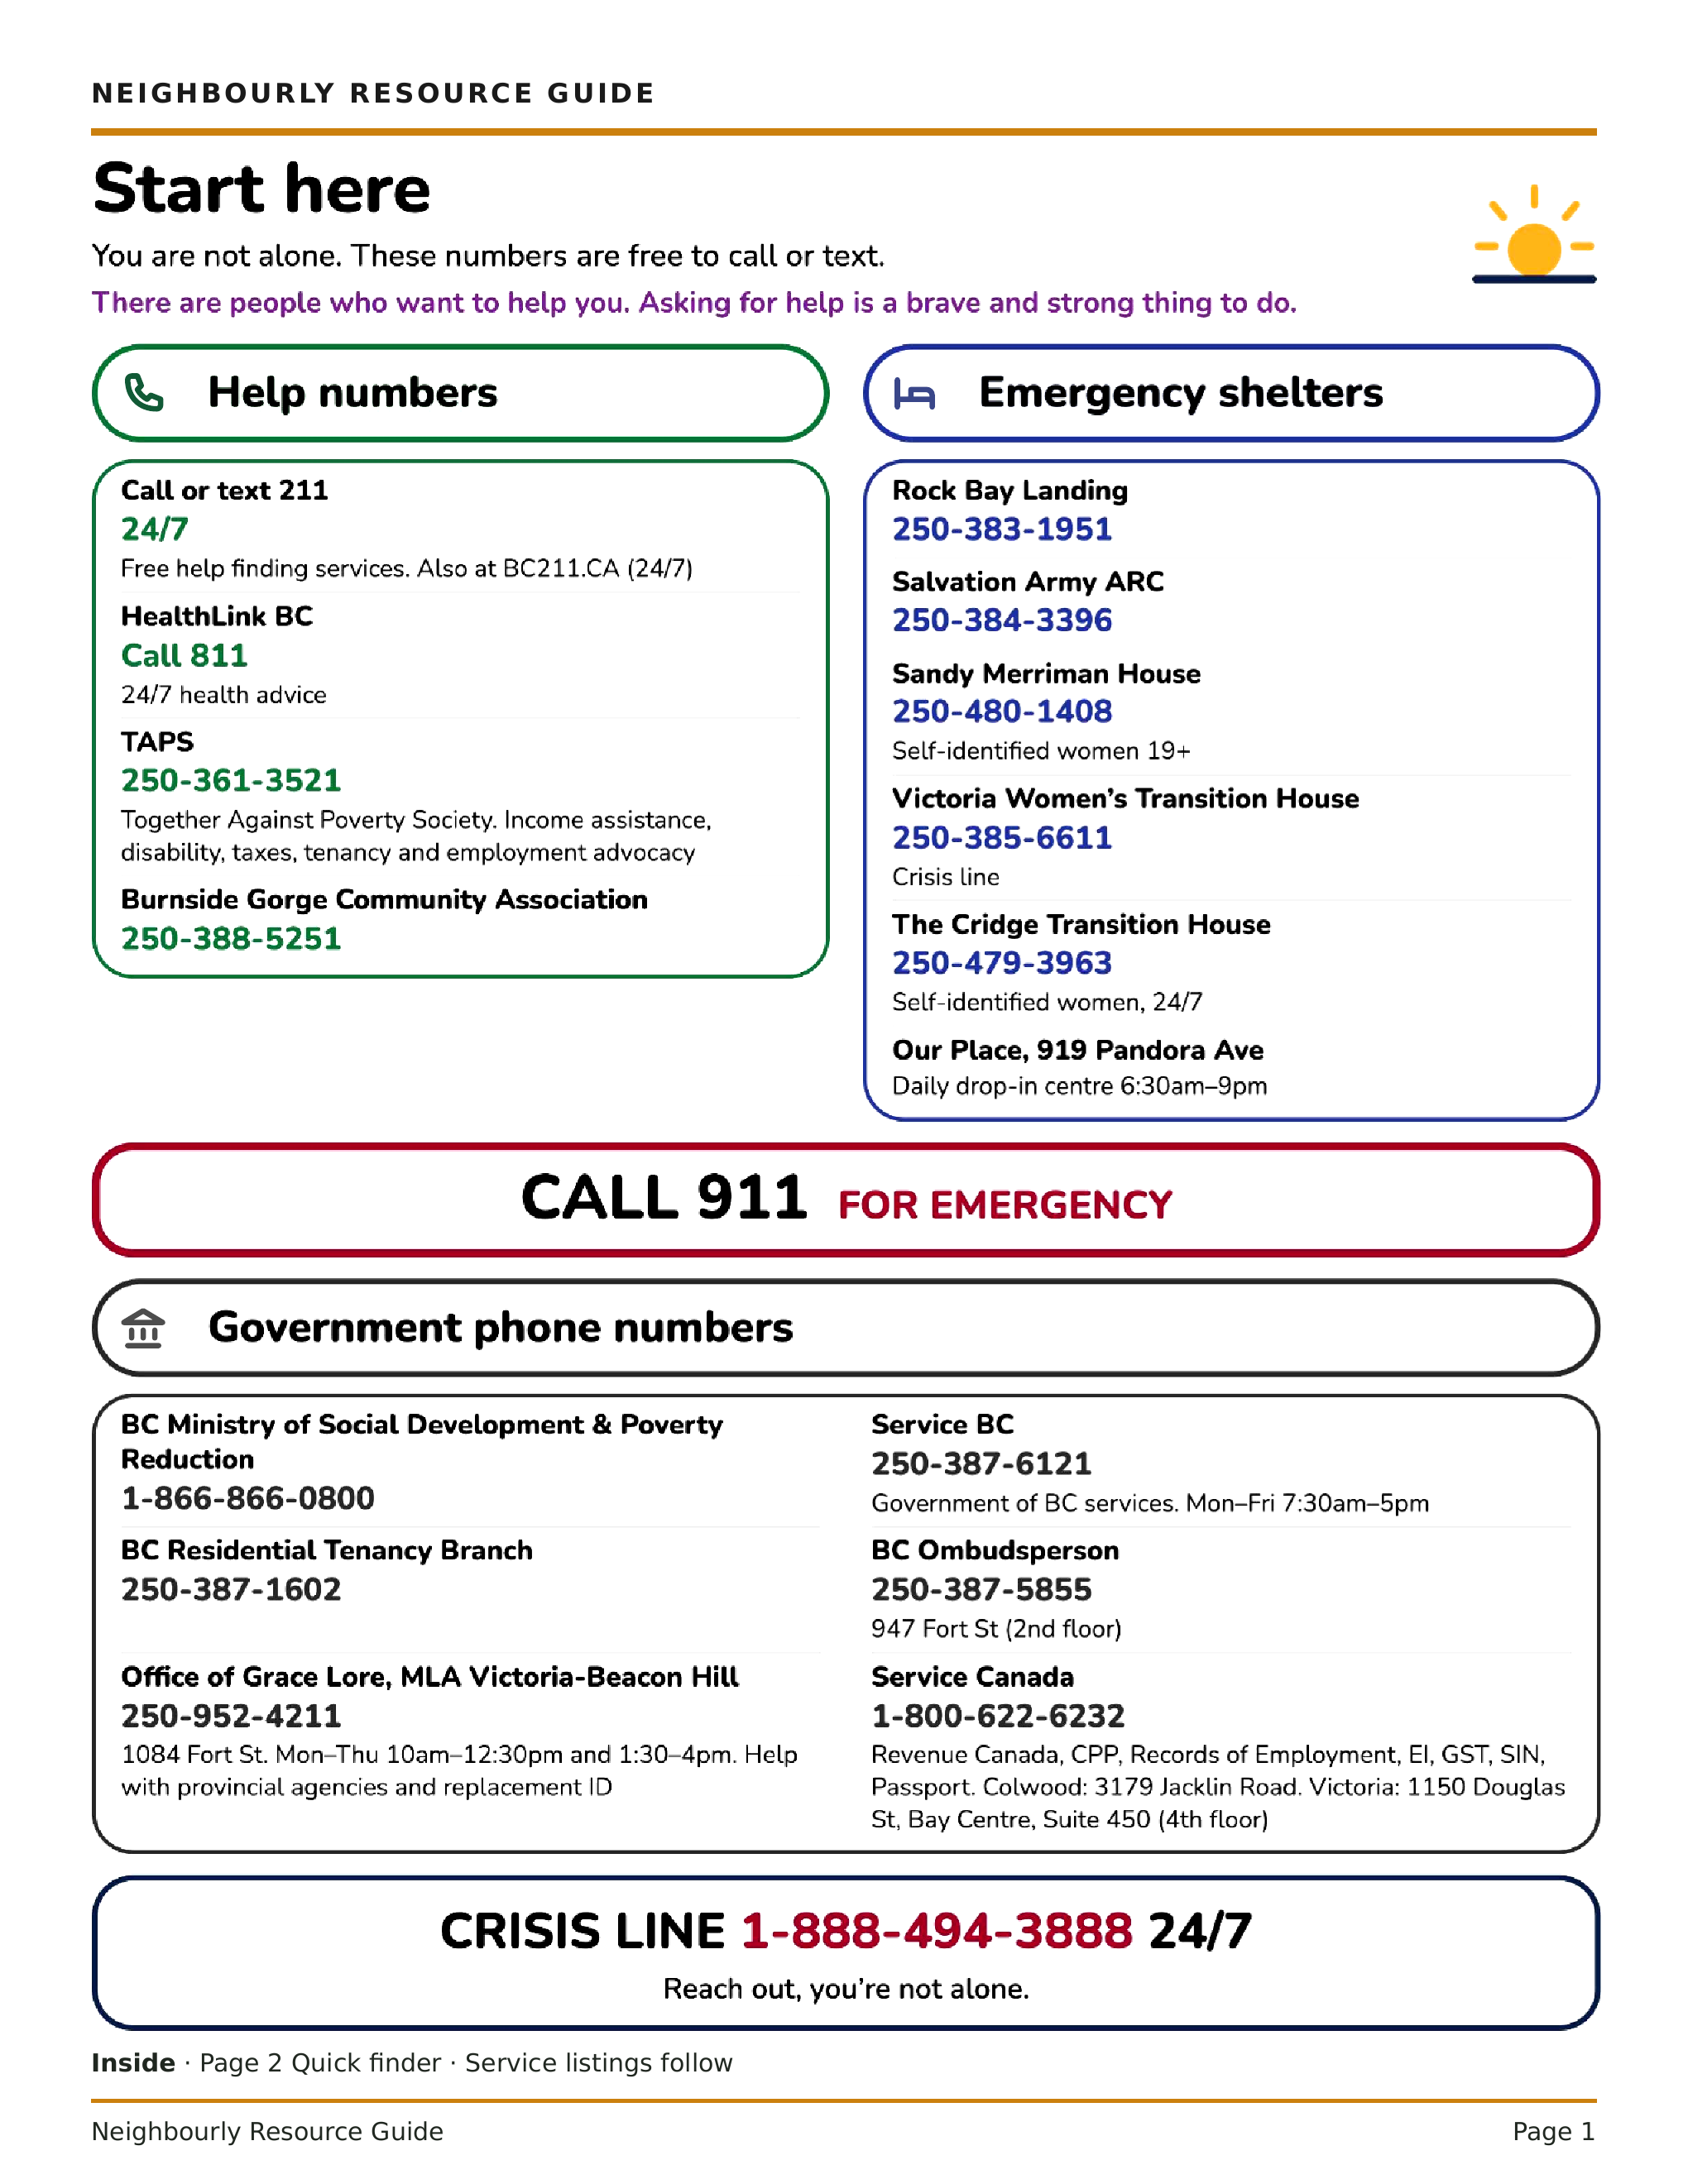 NEIGHBOURLY RESOURCE GUIDE
Start here
You are not alone. These numbers are free to call or text.
There are people who want to help you. Asking for help is a brave and strong thing to do.
Help numbers
Call or text 211
24/7
Free help finding services. Also at BC211.CA (24/7)
HealthLink BC
Call 811
24/7 health advice
TAPS
250-361-3521
Together Against Poverty Society. Income assistance,
disability, taxes, tenancy and employment advocacy
Burnside Gorge Community Association
250-388-5251
Emergency shelters
Rock Bay Landing
250-383-1951
Salvation Army ARC
250-384-3396
Sandy Merriman House
250-480-1408
Self-identified women 19+
Victoria Women’s Transition House
250-385-6611
Crisis line
The Cridge Transition House
250-479-3963
Self-identified women, 24/7
Our Place, 919 Pandora Ave
Daily drop-in centre 6:30am–9pm
CALL 911 FOR EMERGENCY
Government phone numbers
BC Ministry of Social Development & Poverty
Reduction
1-866-866-0800
Service BC
250-387-6121
Government of BC services. Mon–Fri 7:30am–5pm
BC Residential Tenancy Branch
250-387-1602
BC Ombudsperson
250-387-5855
947 Fort St (2nd floor)
Office of Grace Lore, MLA Victoria-Beacon Hill
250-952-4211
1084 Fort St. Mon–Thu 10am–12:30pm and 1:30–4pm. Help
with provincial agencies and replacement ID
Service Canada
1-800-622-6232
Revenue Canada, CPP, Records of Employment, EI, GST, SIN,
Passport. Colwood: 3179 Jacklin Road. Victoria: 1150 Douglas
St, Bay Centre, Suite 450 (4th floor)
CRISIS LINE 1-888-494-3888 24/7
Reach out, you’re not alone.
Inside · Page 2 Quick finder · Service listings follow
Neighbourly Resource Guide
Page 1